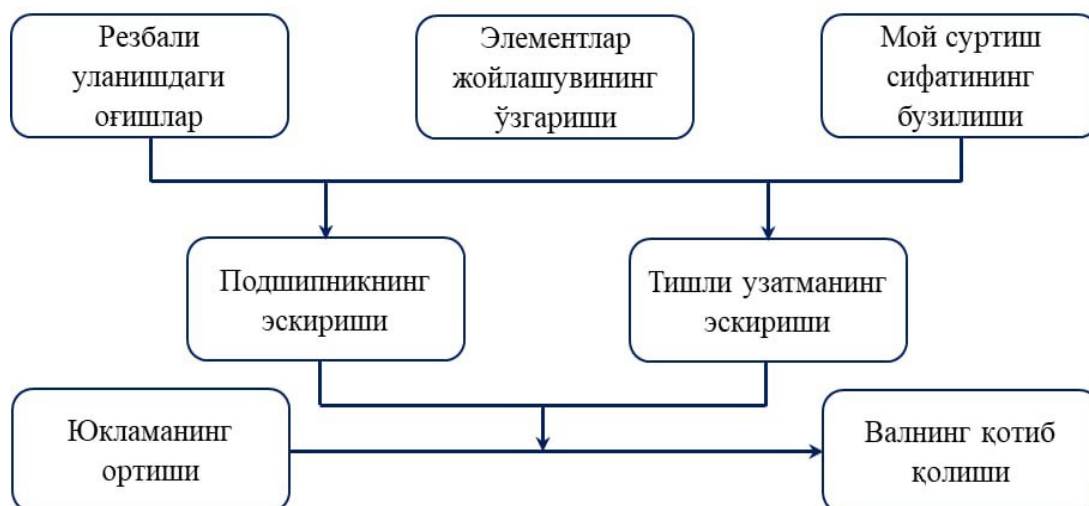 Резбали
уланишдаги
оғишлар
Элементлар
жойлашувининг
ўзгариши
Мой суртиш
сифатининг
бузилиши
Подшипникнинг
эскириши
Тишли узатманинг
эскириши
Юкламанинг
ортиши
Валнинг қотиб
қолиши